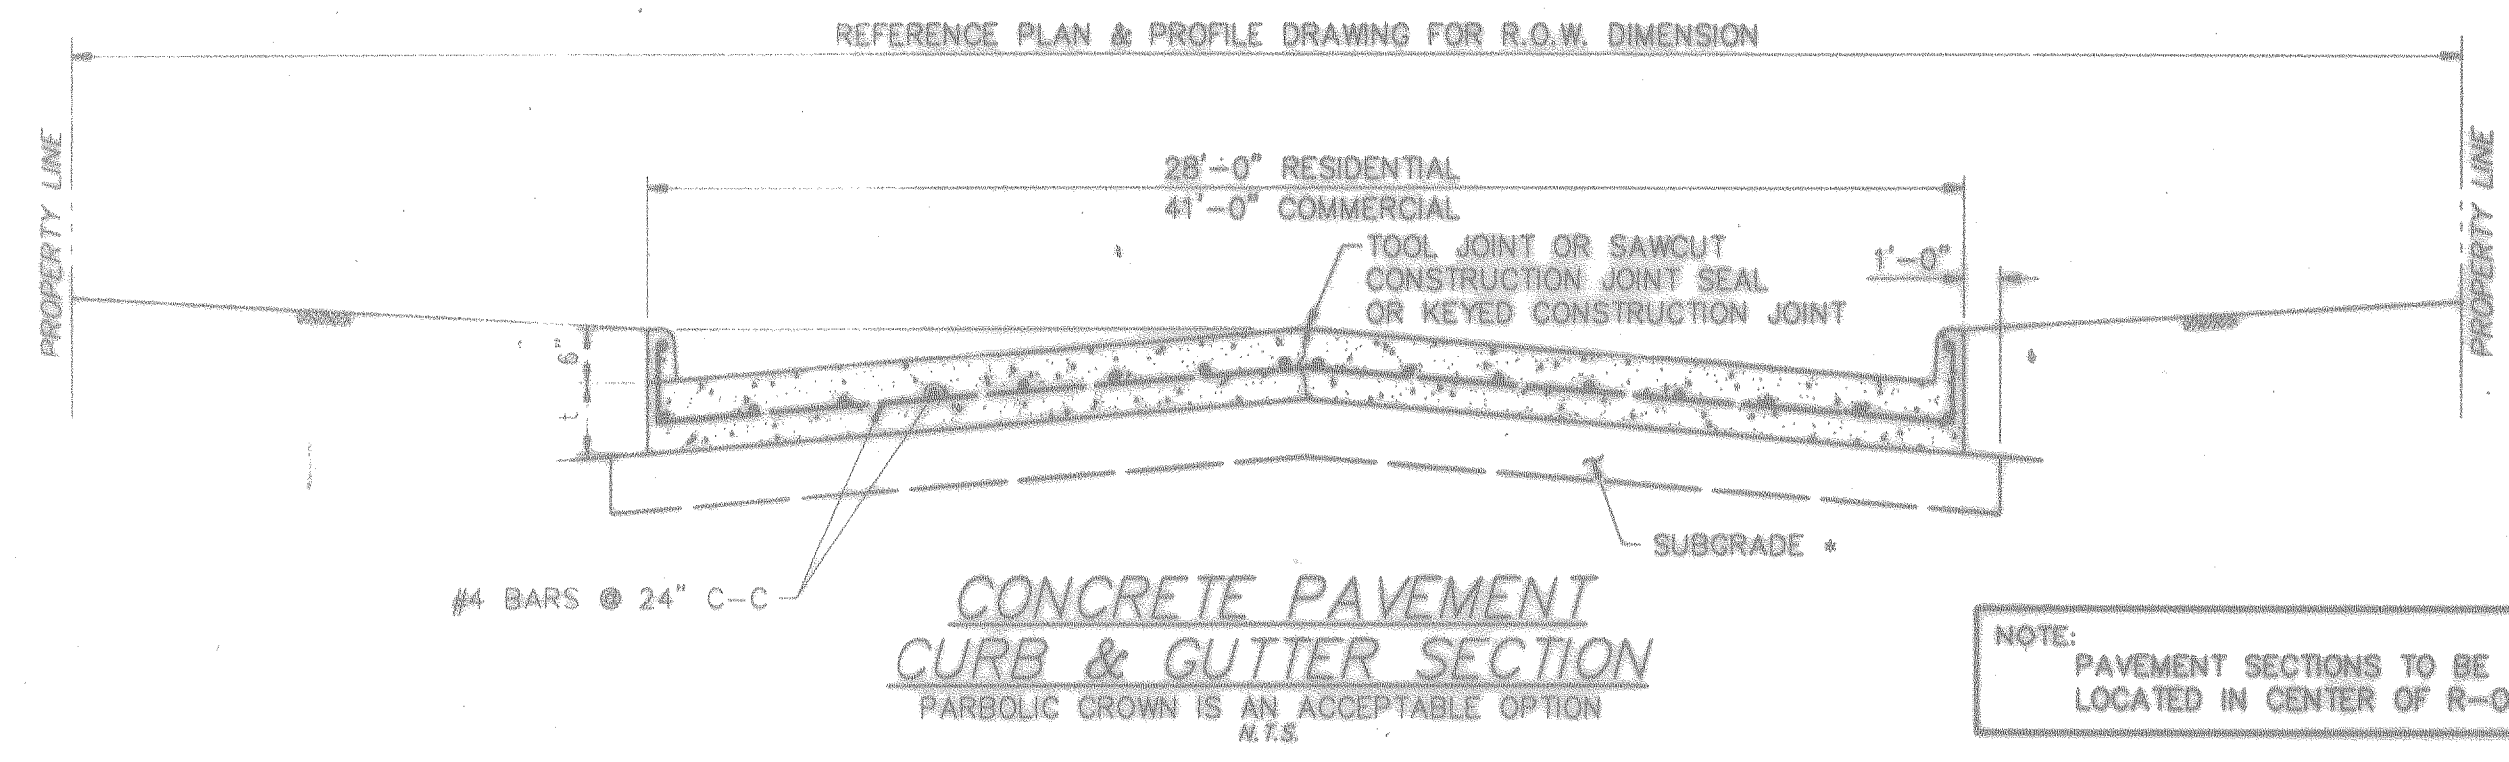 REFERENCE PLAN & PROFILE DRAWING FOR R.O.W. DIMENSION
PROPERTY LINE
PROPERTY LINE
28'-0" RESIDENTIAL
41'-0" COMMERCIAL
TOOL JOINT OR SAWCUT
CONSTRUCTION JOINT SEAL
OR KEYED CONSTRUCTION JOINT
1'-0"
6"
t
SUBGRADE *
#4 BARS @ 24" C-C
CONCRETE PAVEMENT
CURB & GUTTER SECTION
PARBOLIC CROWN IS AN ACCEPTABLE OPTION
N.T.S.
NOTE:
PAVEMENT SECTIONS TO BE
LOCATED IN CENTER OF R-O